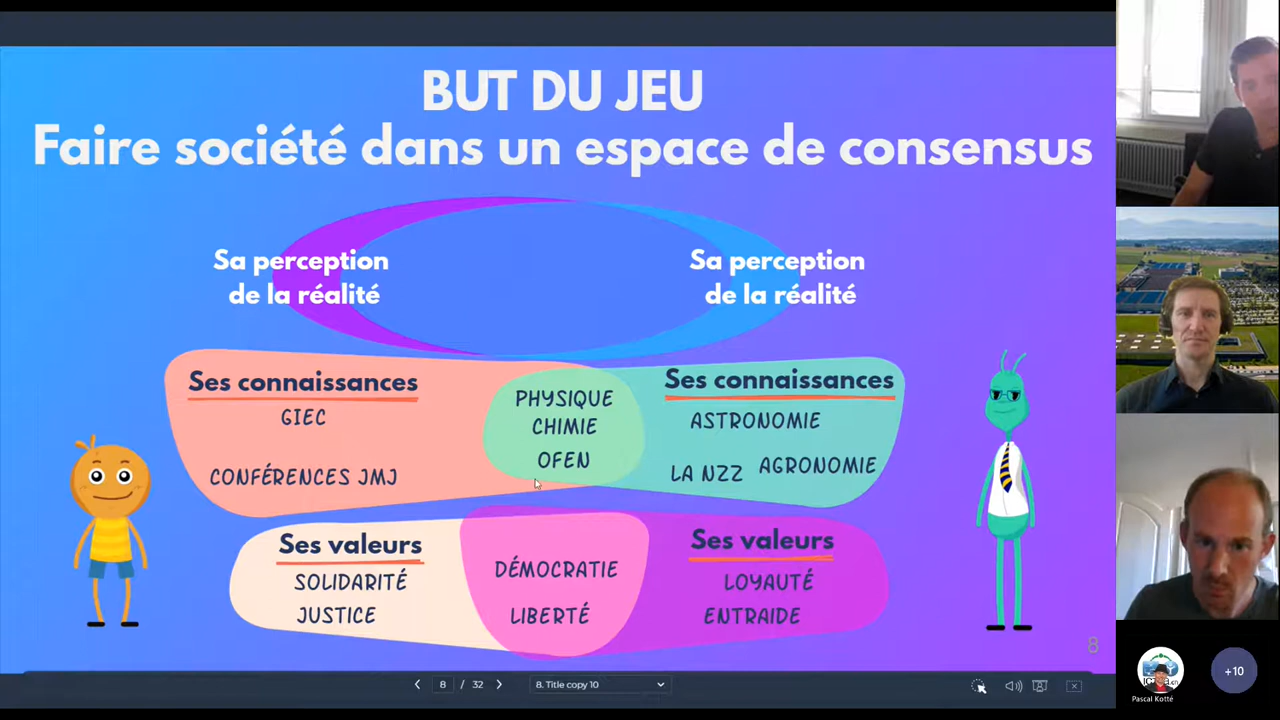 BUT DU JEU
Faire société dans un espace de consensus
Sa perception
de la réalité
Sa perception
de la réalité
Ses connaissances
GIEC
CONFÉRENCES JMJ
PHYSIQUE
CHIMIE
OFEN
Ses connaissances
ASTRONOMIE
LA NZZ
AGRONOMIE
Ses valeurs
SOLIDARITÉ
JUSTICE
DÉMOCRATIE
LIBERTÉ
Ses valeurs
LOYAUTÉ
ENTRAIDE
8
8 / 32
8. Title copy 10
Pascal Kotté
+10